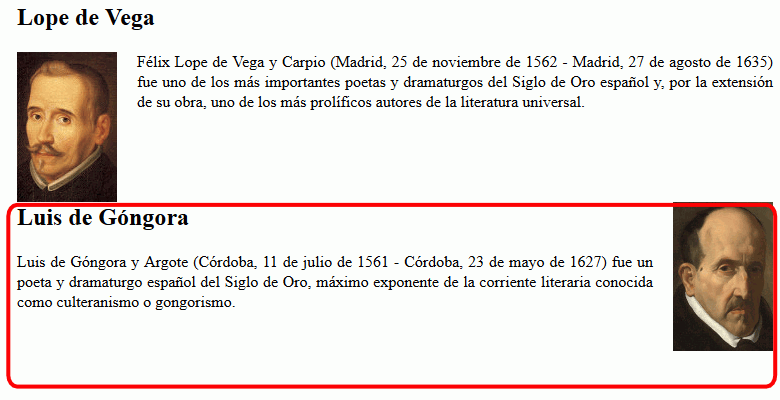 Lope de Vega
Félix Lope de Vega y Carpio (Madrid, 25 de noviembre de 1562 - Madrid, 27 de agosto de 1635)
fue uno de los más importantes poetas y dramaturgos del Siglo de Oro español y, por la extensión
de su obra, uno de los más prolíficos autores de la literatura universal.
Luis de Góngora
Luis de Góngora y Argote (Córdoba, 11 de julio de 1561 - Córdoba, 23 de mayo de 1627) fue un
poeta y dramaturgo español del Siglo de Oro, máximo exponente de la corriente literaria conocida
como culteranismo o gongorismo.